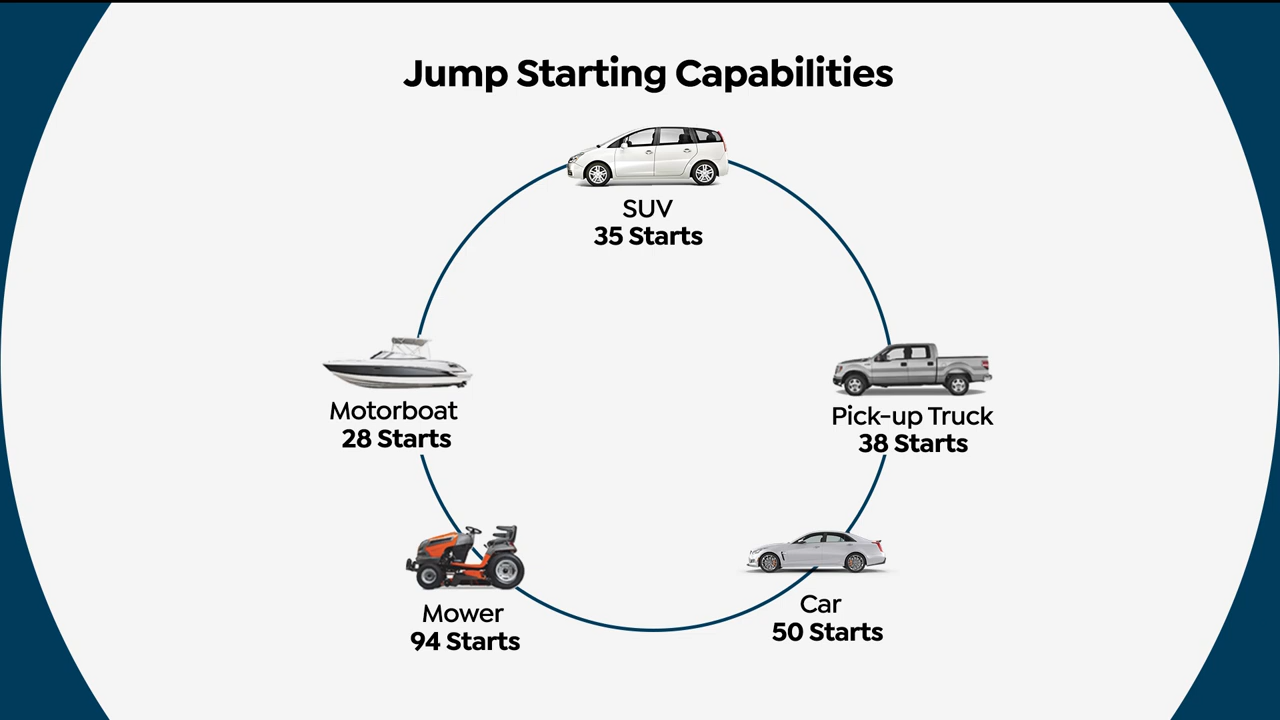 Jump Starting Capabilities
SUV
35 Starts
Motorboat
28 Starts
Pick-up Truck
38 Starts
Mower
94 Starts
Car
50 Starts